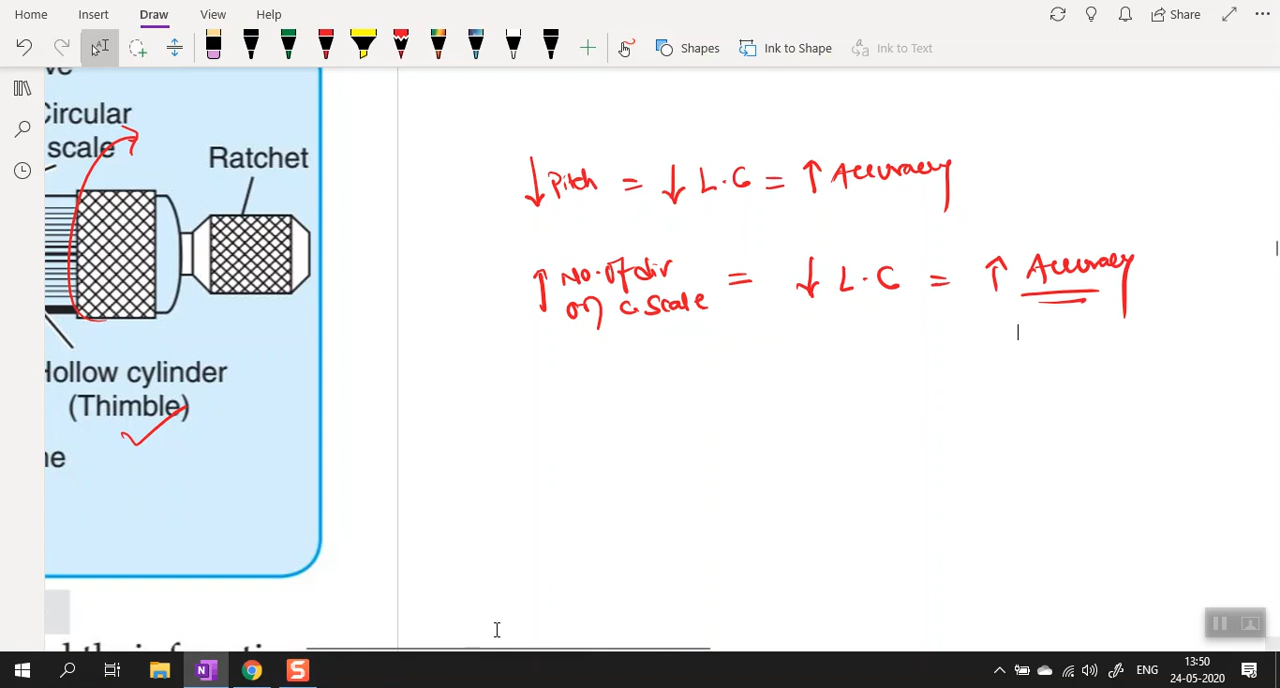 Home Insert Draw View Help
Share
Shapes Ink to Shape Ink to Text
ve
Circular
scale
Ratchet
Hollow cylinder
(Thimble)
ne
↓ Pitch = ↓ L.C = ↑ Accuracy
↑ No. of div = ↓ L.C = ↑ Accuracy
on c. scale
ENG
13:50
24-05-2020